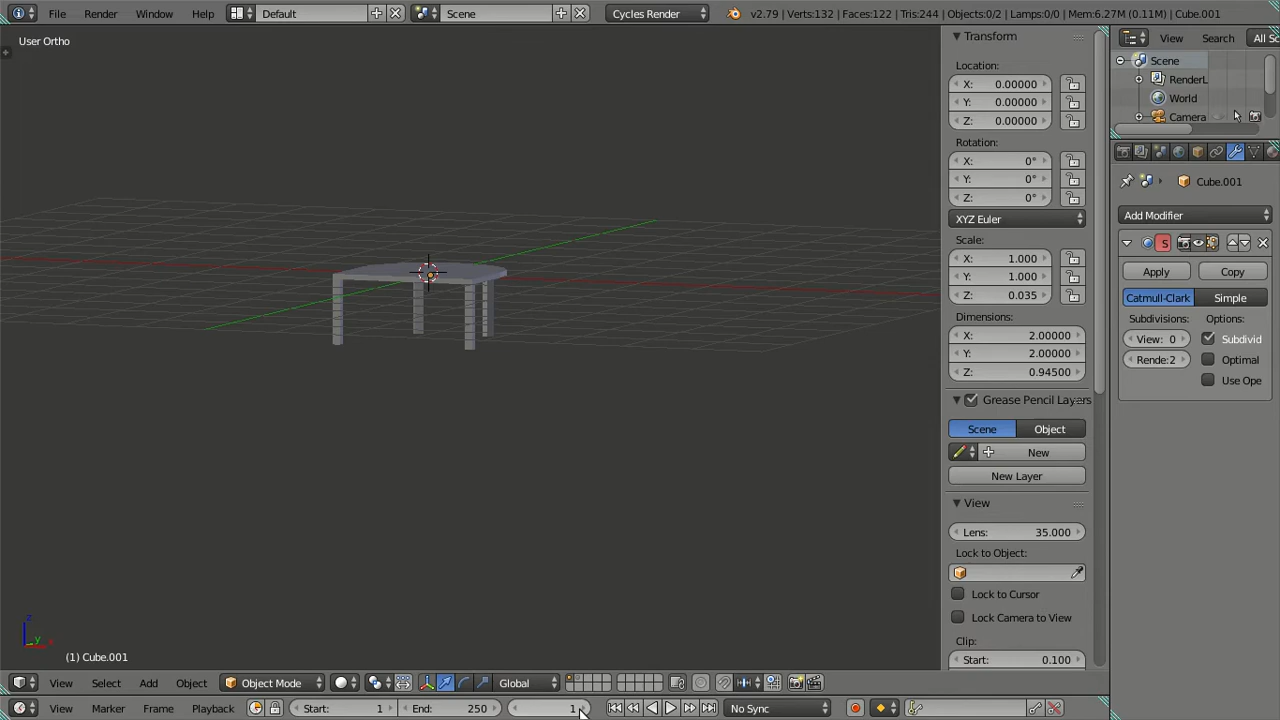 File Render Window Help Default Scene Cycles Render v2.79 | Verts:132 | Faces:122 | Tris:244 | Objects:0/2 | Lamps:0/0 | Mem:6.27M (0.11M) | Cube.001
User Ortho
Transform
Location:
X: 0.00000
Y: 0.00000
Z: 0.00000
Rotation:
X: 0°
Y: 0°
Z: 0°
XYZ Euler
Scale:
X: 1.000
Y: 1.000
Z: 0.035
Dimensions:
X: 2.00000
Y: 2.00000
Z: 0.94500
Grease Pencil Layers
Scene Object
New
New Layer
View
Lens: 35.000
Lock to Object:
Lock to Cursor
Lock Camera to View
Clip:
Start: 0.100
View Search All Sc
Scene
RenderL
World
Camera
Cube.001
Add Modifier
S
Apply Copy
Catmull-Clark Simple
Subdivisions: Options:
View: 0 Subdivid
Rende: 2 Optimal
Use Ope
z
y x
(1) Cube.001
View Select Add Object Object Mode Global
View Marker Frame Playback Start: 1 End: 250 1 No Sync